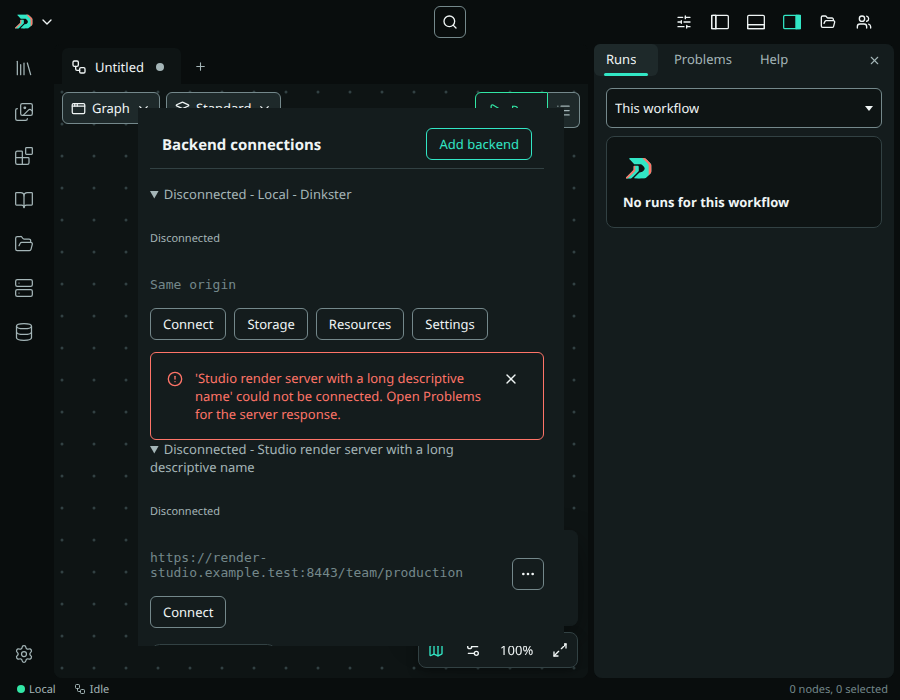 Untitled
Runs
Problems
Help
Graph
Standard
This workflow
Backend connections
Add backend
No runs for this workflow
Disconnected - Local - Dinkster
Disconnected
Same origin
Connect
Storage
Resources
Settings
'Studio render server with a long descriptive
name' could not be connected. Open Problems
for the server response.
Disconnected - Studio render server with a long
descriptive name
Disconnected
https://render-
studio.example.test:8443/team/production
Connect
100%
Local
Idle
0 nodes, 0 selected